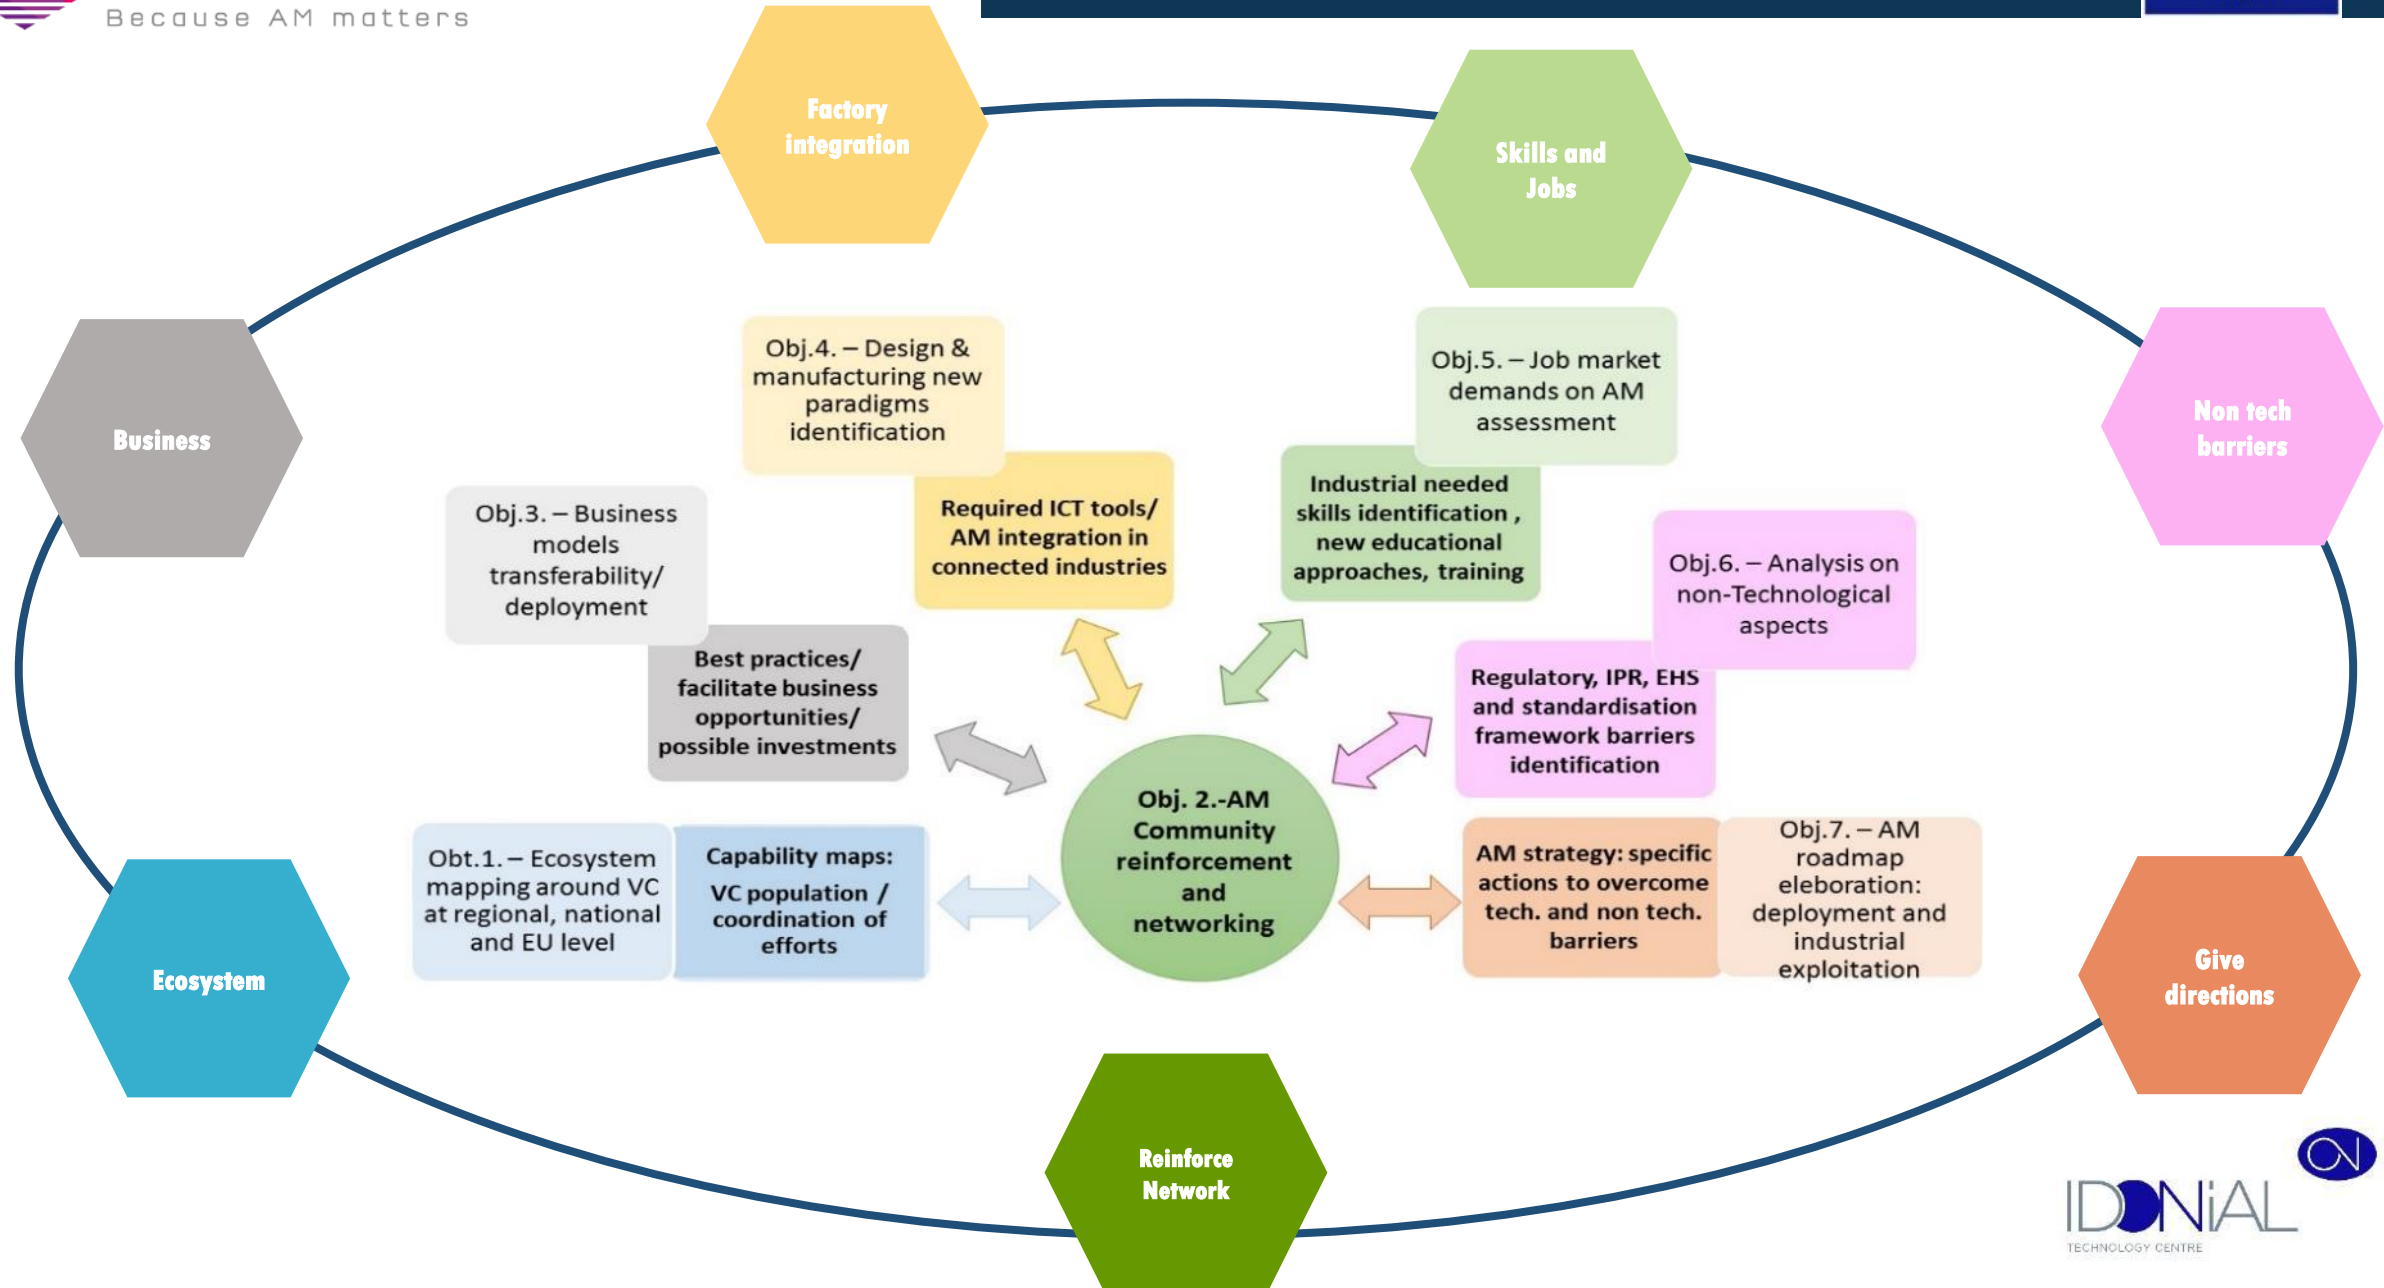 Because AM matters
Factory
integration
Skills and
Jobs
Business
Non tech
barriers
Obj.4. – Design &
manufacturing new
paradigms
identification
Required ICT tools/
AM integration in
connected industries
Obj.5. – Job market
demands on AM
assessment
Industrial needed
skills identification ,
new educational
approaches, training
Obj.3. – Business
models
transferability/
deployment
Best practices/
facilitate business
opportunities/
possible investments
Obj.6. – Analysis on
non-Technological
aspects
Regulatory, IPR, EHS
and standardisation
framework barriers
identification
Obt.1. – Ecosystem
mapping around VC
at regional, national
and EU level
Capability maps:
VC population /
coordination of
efforts
Obj. 2.-AM
Community
reinforcement
and
networking
AM strategy: specific
actions to overcome
tech. and non tech.
barriers
Obj.7. – AM
roadmap
eleboration:
deployment and
industrial
exploitation
Ecosystem
Give
directions
Reinforce
Network
IDONiAL
TECHNOLOGY CENTRE